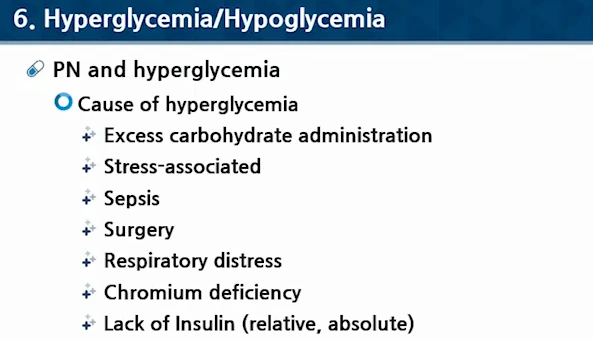 6. Hyperglycemia/Hypoglycemia
PN and hyperglycemia
Cause of hyperglycemia
Excess carbohydrate administration
Stress-associated
Sepsis
Surgery
Respiratory distress
Chromium deficiency
Lack of Insulin (relative, absolute)